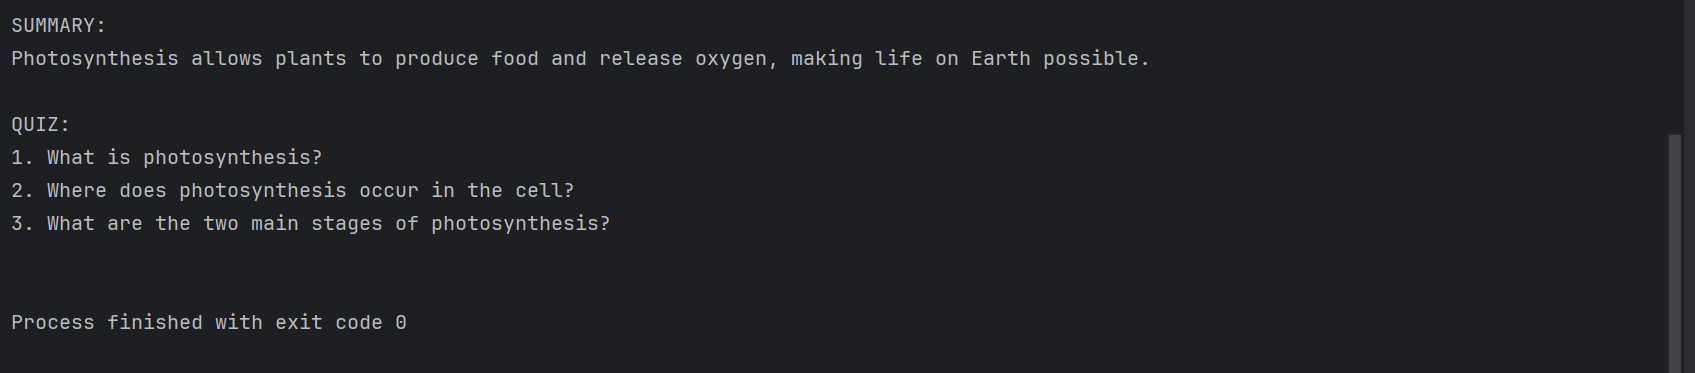 SUMMARY:
Photosynthesis allows plants to produce food and release oxygen, making life on Earth possible.
QUIZ:
1. What is photosynthesis?
2. Where does photosynthesis occur in the cell?
3. What are the two main stages of photosynthesis?
Process finished with exit code 0